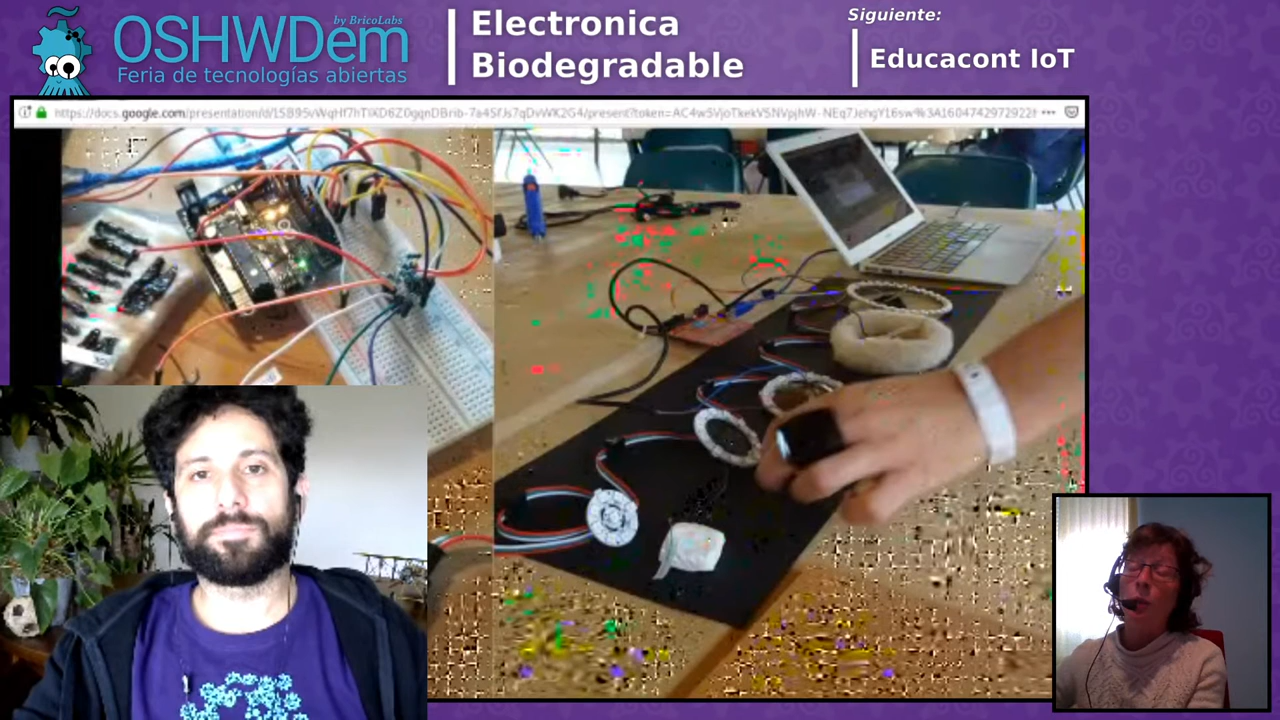 OSHWDem
by BricoLabs
Feria de tecnologías abiertas
Electronica
Biodegradable
Siguiente:
Educacont IoT